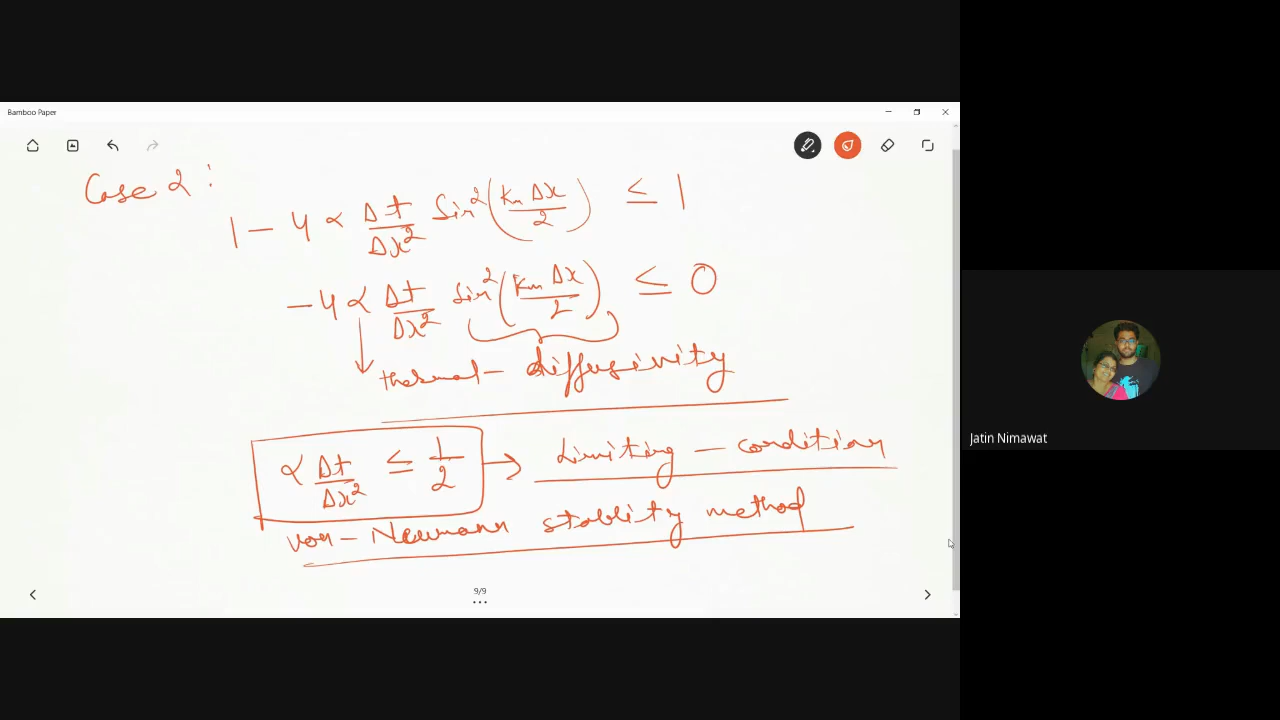 Bamboo Paper
Case 2 :
1 - 4 ∝ Δt/Δx² Sin² (km Δx/2) ≤ 1
- 4 ∝ Δt/Δx² Sin² (km Δx/2) ≤ 0
thermal - diffusivity
∝ Δt/Δx² ≤ 1/2 → Limiting - condition
von - Neumann stablity method
9/9
Jatin Nimawat